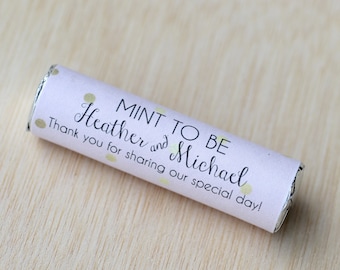 MINT TO BE
Heather and Michael
Thank you for sharing our special day!